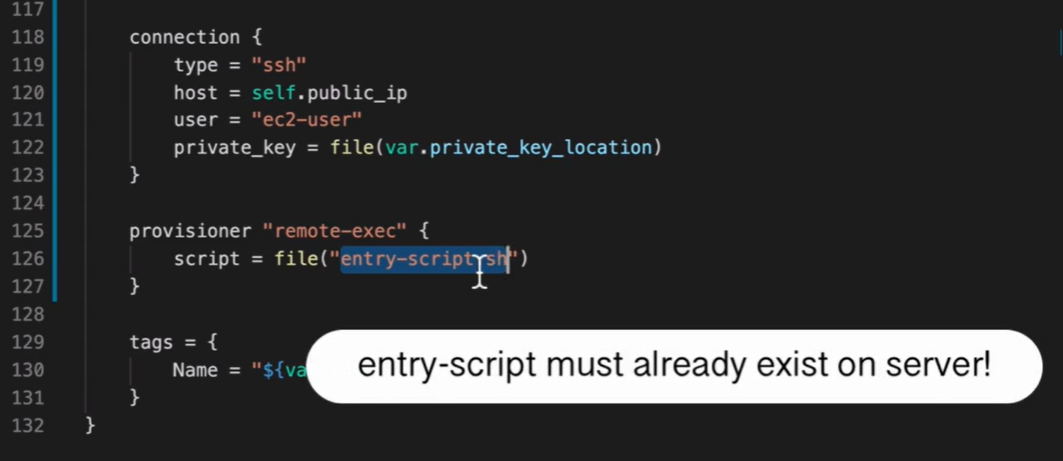 117
118 connection {
119 type = "ssh"
120 host = self.public_ip
121 user = "ec2-user"
122 private_key = file(var.private_key_location)
123 }
124
125 provisioner "remote-exec" {
126 script = file("entry-script.sh")
127 }
128
129 tags = {
130 Name = "${va
entry-script must already exist on server!
131 }
132 }